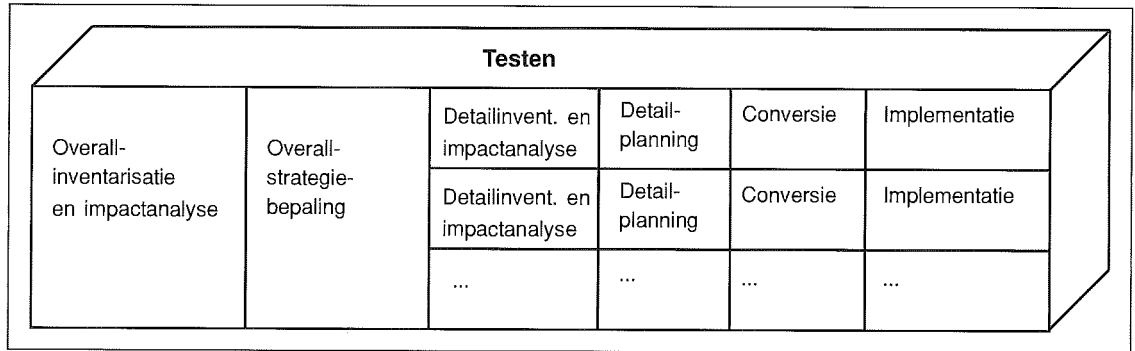 Testen
Overall-
inventarisatie
en impactanalyse
Overall-
strategie-
bepaling
Detailinvent. en
impactanalyse
Detail-
planning
Conversie
Implementatie
Detailinvent. en
impactanalyse
Detail-
planning
Conversie
Implementatie
...
...
...
...